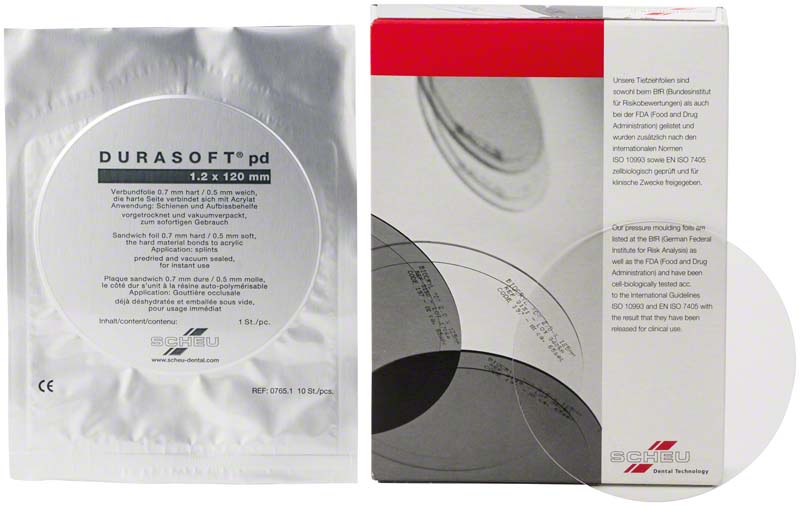 DURASOFT® pd
1.2 x 120 mm
Verbundfolie 0.7 mm hart / 0.5 mm weich,
die harte Seite verbindet sich mit Acrylat
Anwendung: Schienen und Aufbissbehelfe
vorgetrocknet und vakuumverpackt,
zum sofortigen Gebrauch
Sandwich foil 0.7 mm hard / 0.5 mm soft,
the hard material bonds to acrylic
Application: splints
predried and vacuum sealed,
for instant use
Plaque sandwich 0.7 mm dure / 0.5 mm molle,
le côté dur s'unit à la résine auto-polymérisable
Application: Gouttière occlusale
déjà déshydratée et emballée sous vide,
pour usage immédiat
Inhalt/content/contenu: 1 St./pc.
SCHEU
www.scheu-dental.com
CE
REF: 0765.1 10 St./pcs.
Unsere Tiefziehfolien sind
sowohl beim BfR (Bundesinstitut
für Risikobewertungen) als auch
bei der FDA (Food and Drug
Administration) gelistet und
wurden zusätzlich nach den
internationalen Normen
ISO 10993 sowie EN ISO 7405
zellbiologisch geprüft und für
klinische Zwecke freigegeben.
Our pressure moulding foils are
listed at the BfR (German Federal
Institute for Risk Analysis) as
well as the FDA (Food and Drug
Administration) and have been
cell-biologically tested acc.
to the International Guidelines
ISO 10993 and EN ISO 7405 with
the result that they have been
released for clinical use.
SCHEU
Dental Technology